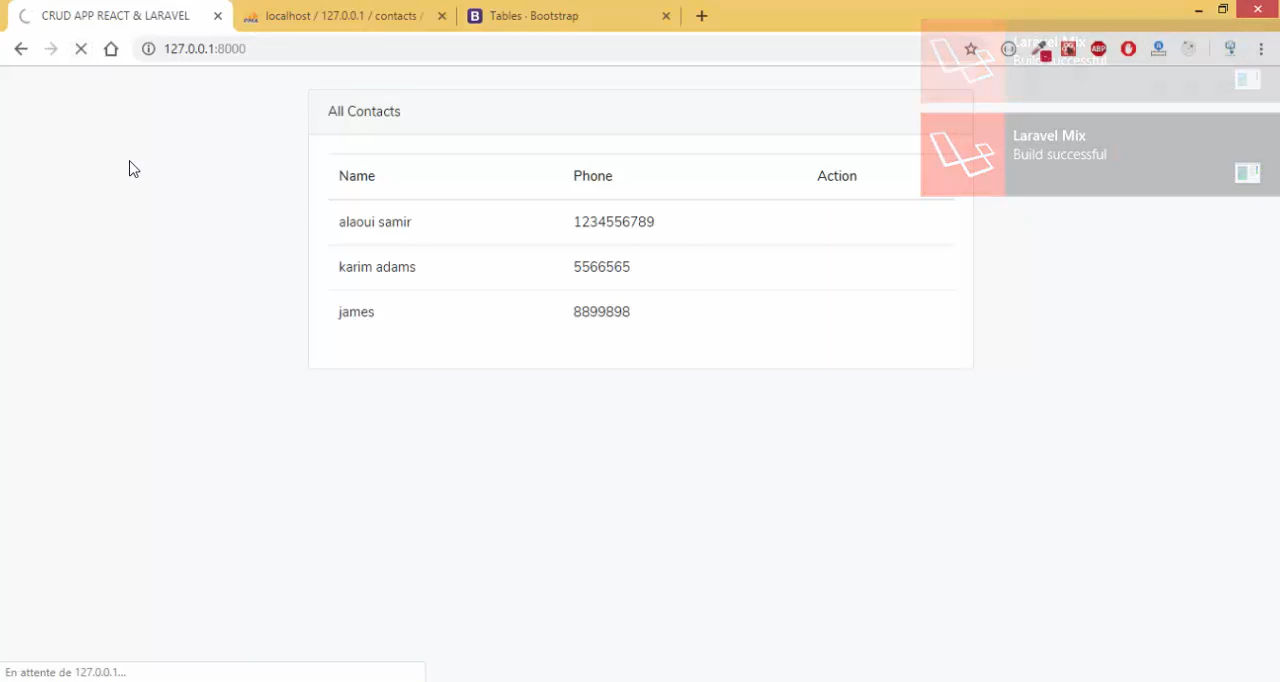 CRUD APP REACT & LARAVEL
localhost / 127.0.0.1 / contacts /
B Tables · Bootstrap
127.0.0.1:8000
ABP
Laravel Mix
Build successful
Laravel Mix
Build successful
All Contacts
Name Phone Action
alaoui samir 1234556789
karim adams 5566565
james 8899898
En attente de 127.0.0.1...